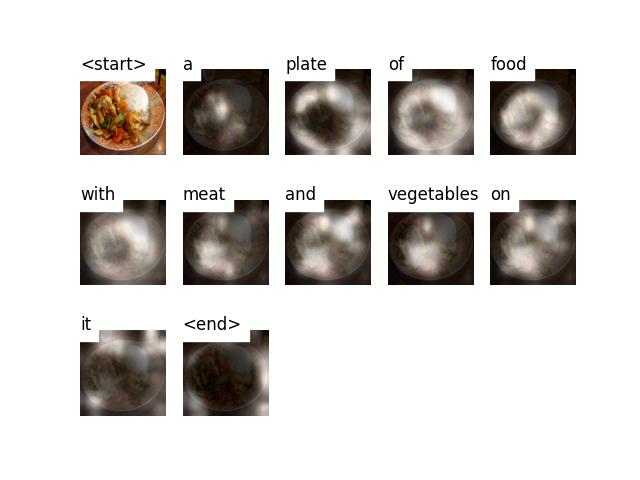 <start> a plate of food
with meat and vegetables on
it <end>